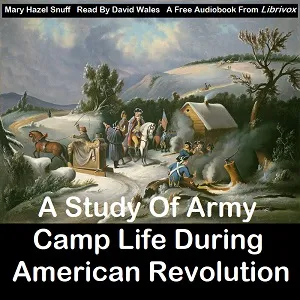 Mary Hazel Snuff Read By David Wales A Free Audiobook From Librivox
A Study Of Army
Camp Life During
American Revolution